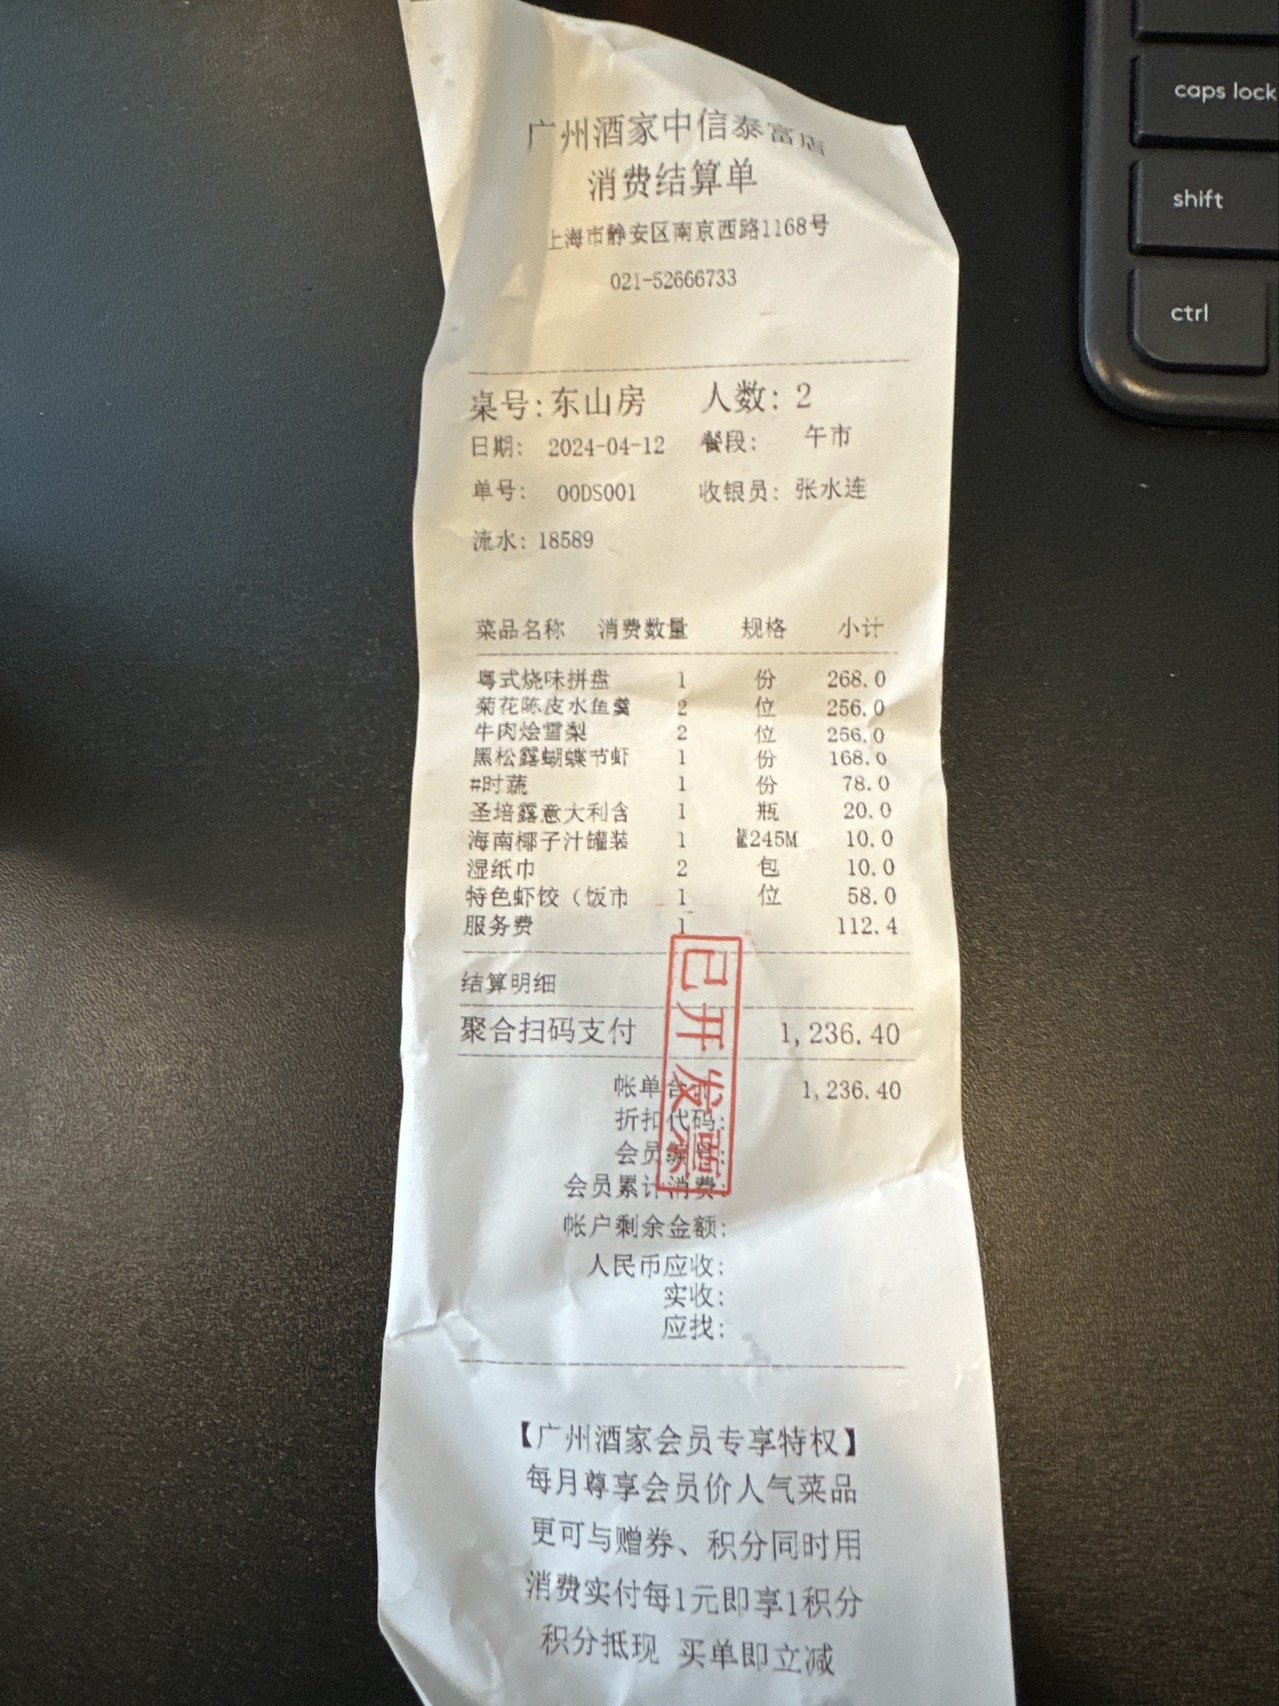 广州酒家中信泰富店
消费结算单
上海市静安区南京西路1168号
021-52666733
桌号:东山房 人数: 2
日期: 2024-04-12 餐段: 午市
单号: 00DS001 收银员: 张水连
流水: 18589
菜品名称 消费数量 规格 小计
粤式烧味拼盘 1 份 268.0
菊花陈皮水鱼羹 2 位 256.0
牛肉烩雪梨 2 位 256.0
黑松露蝴蝶节虾 1 份 168.0
#时蔬 1 份 78.0
圣培露意大利含 1 瓶 20.0
海南椰子汁罐装 1 245M 10.0
湿纸巾 2 包 10.0
特色虾饺（饭市 1 位 58.0
服务费 1 112.4
结算明细
聚合扫码支付 1,236.40
帐单合 1,236.40
折扣代码:
会员编号:
会员累计消费:
帐户剩余金额:
人民币应收:
实收:
应找:
已开发票
【广州酒家会员专享特权】
每月尊享会员价人气菜品
更可与赠券、积分同时用
消费实付每1元即享1积分
积分抵现 买单即立减
caps lock
shift
ctrl